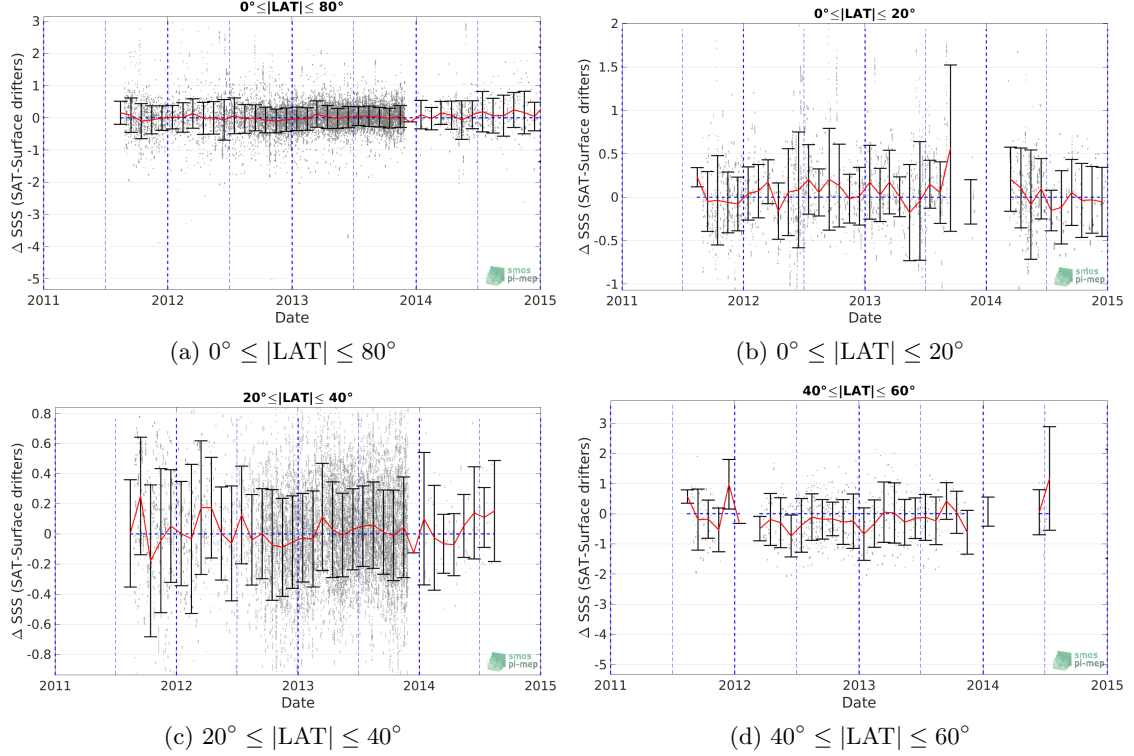 0°≤|LAT|≤ 80°
Δ SSS (SAT-Surface drifters)
3
2
1
0
-1
-2
-3
-4
-5
2011
2012
2013
2014
2015
Date
smos
pi-mep
(a) 0° ≤ |LAT| ≤ 80°
0°≤|LAT|≤ 20°
Δ SSS (SAT-Surface drifters)
2
1.5
1
0.5
0
-0.5
-1
2011
2012
2013
2014
2015
Date
smos
pi-mep
(b) 0° ≤ |LAT| ≤ 20°
20°≤|LAT|≤ 40°
Δ SSS (SAT-Surface drifters)
0.8
0.6
0.4
0.2
0
-0.2
-0.4
-0.6
-0.8
2011
2012
2013
2014
2015
Date
smos
pi-mep
(c) 20° ≤ |LAT| ≤ 40°
40°≤|LAT|≤ 60°
Δ SSS (SAT-Surface drifters)
3
2
1
0
-1
-2
-3
-4
-5
2011
2012
2013
2014
2015
Date
smos
pi-mep
(d) 40° ≤ |LAT| ≤ 60°